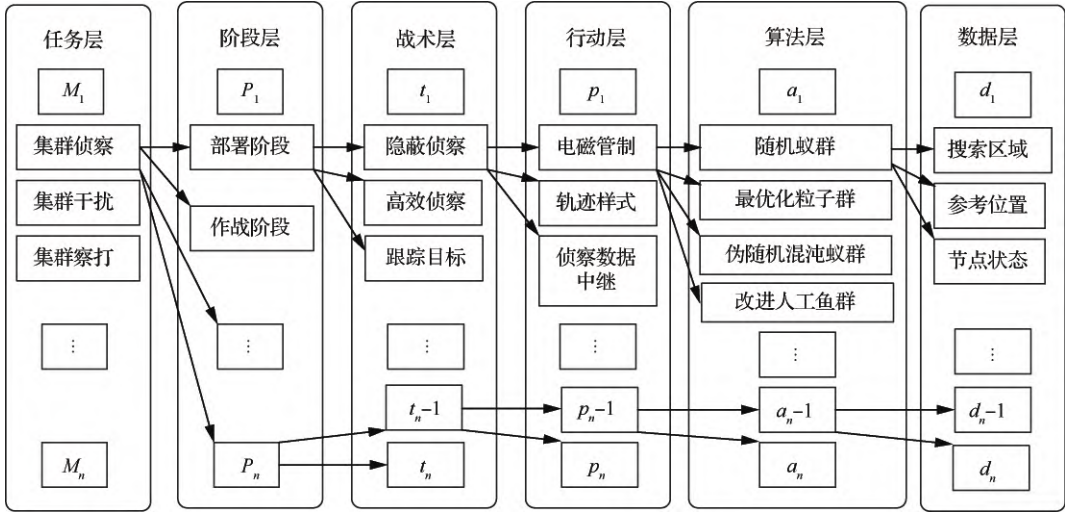 任务层
阶段层
战术层
行动层
算法层
数据层
M1
P1
t1
p1
a1
d1
集群侦察
部署阶段
隐蔽侦察
电磁管制
随机蚁群
搜索区域
集群干扰
作战阶段
高效侦察
轨迹样式
最优化粒子群
参考位置
集群察打
跟踪目标
侦察数据
中继
伪随机混沌蚁群
节点状态
改进人工鱼群
⋮
⋮
⋮
⋮
⋮
⋮
tn−1
pn−1
an−1
dn−1
Mn
Pn
tn
pn
an
dn